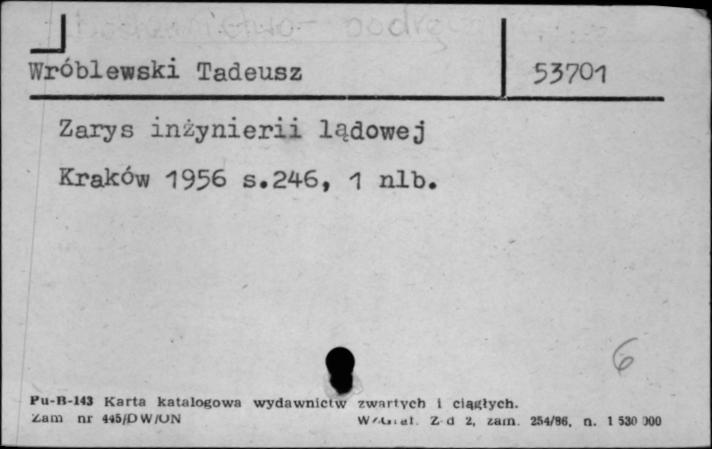 Wróblewski Tadeusz 53701
Zarys inżynierii lądowej
Kraków 1956 s.246, 1 nlb.
6
Pu-B-143 Karta katalogowa wydawnictw zwartych i ciągłych.
Zam nr 445/DW/UN Z-d 2, zam. 254/86, n. 1 530 000